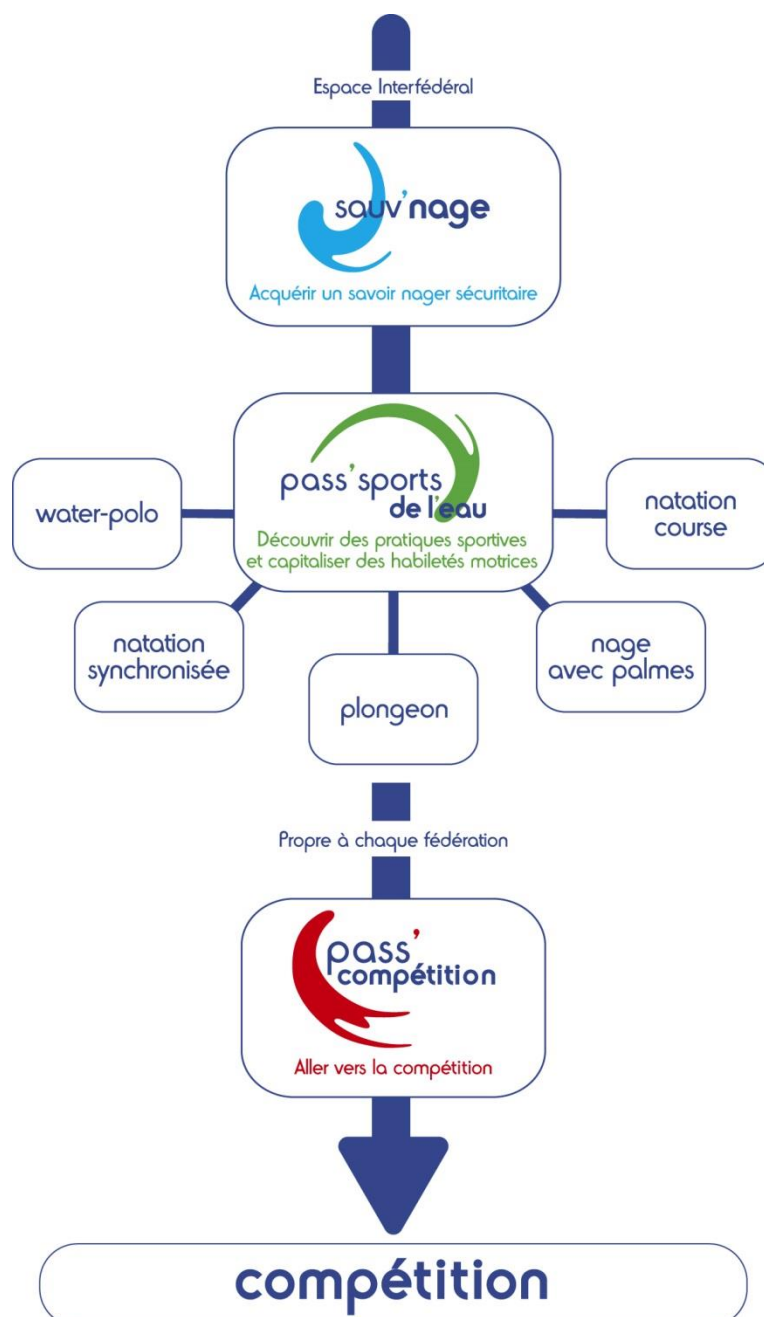 Espace Interfédéral
sauv'nage
Acquérir un savoir nager sécuritaire
pass'sports
de l'eau
Découvrir des pratiques sportives
et capitaliser des habiletés motrices
water-polo
natation
course
natation
synchronisée
plongeon
nage
avec palmes
Propre à chaque fédération
pass'
compétition
Aller vers la compétition
compétition